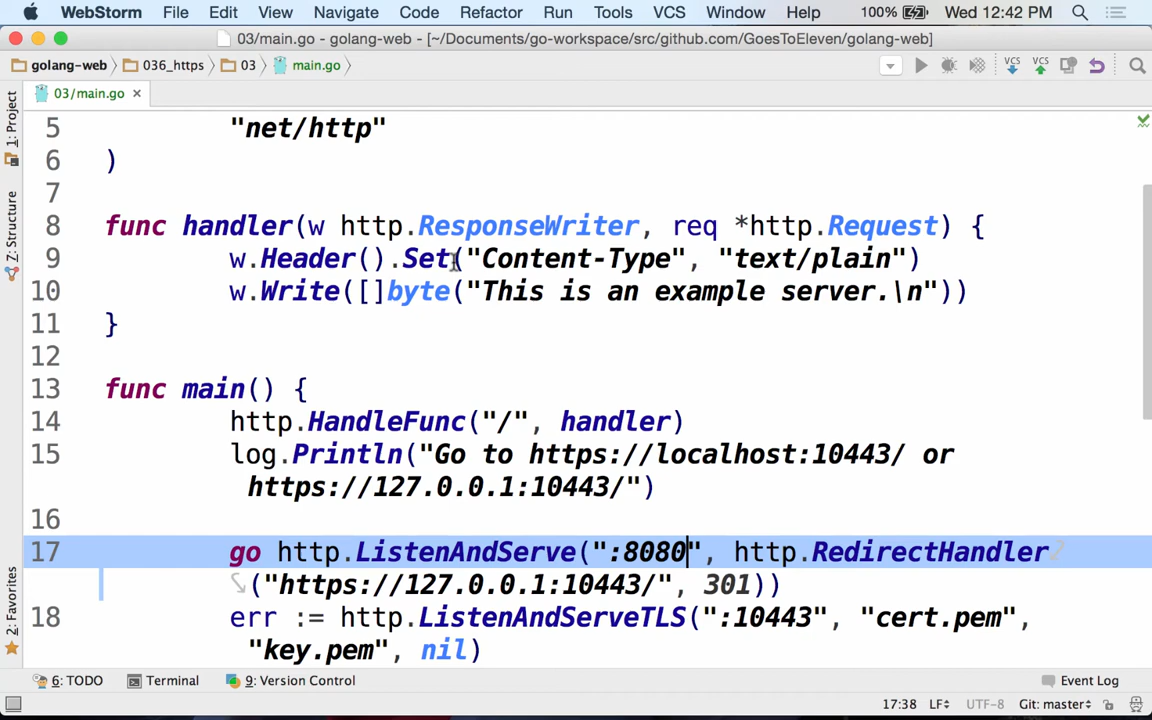 WebStorm File Edit View Navigate Code Refactor Run Tools VCS Window Help 100% Wed 12:42 PM
03/main.go - golang-web - [~/Documents/go-workspace/src/github.com/GoesToEleven/golang-web]
golang-web 036_https 03 main.go VCS VCS
03/main.go ×
1: Project
Z: Structure
2: Favorites
5 "net/http"
6 )
7
8 func handler(w http.ResponseWriter, req *http.Request) {
9 w.Header().Set("Content-Type", "text/plain")
10 w.Write([]byte("This is an example server.\n"))
11 }
12
13 func main() {
14 http.HandleFunc("/", handler)
15 log.Println("Go to https://localhost:10443/ or
https://127.0.0.1:10443/")
16
17 go http.ListenAndServe(":8080", http.RedirectHandler
("https://127.0.0.1:10443/", 301))
18 err := http.ListenAndServeTLS(":10443", "cert.pem",
"key.pem", nil)
6: TODO Terminal 9: Version Control Event Log
17:38 LF UTF-8 Git: master